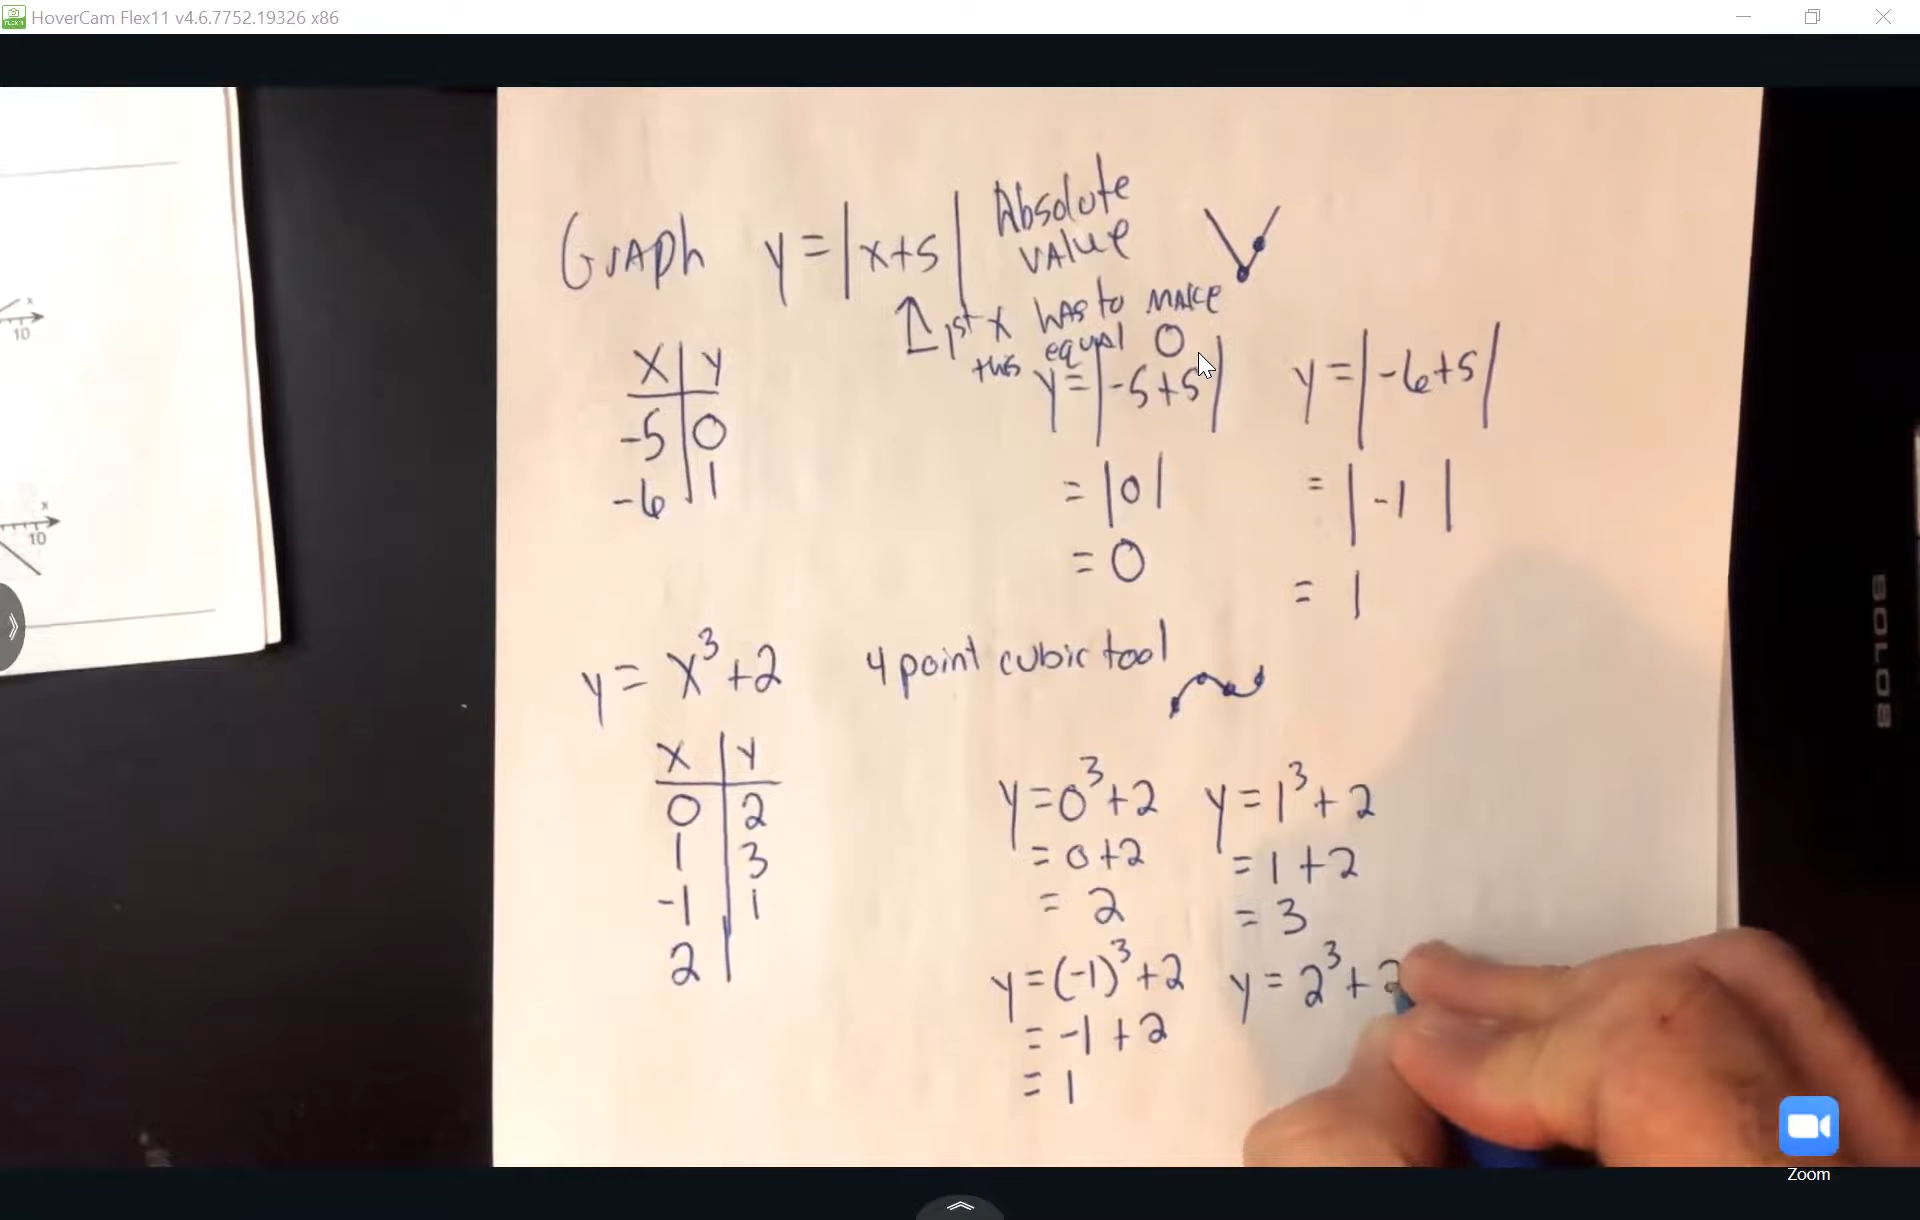 HoverCam Flex11 v4.6.7752.19326 x86
Graph y = |x+5| Absolute value
1st x has to make this equal 0
x | y
-5 | 0
-6 | 1
y = |-5+5|
= |0|
= 0
y = |-6+5|
= |-1|
= 1
y = x³+2 4 point cubic tool
x | y
0 | 2
1 | 3
-1 | 1
2 |
y = 0³+2
= 0+2
= 2
y = 1³+2
= 1+2
= 3
y = (-1)³+2
= -1+2
= 1
y = 2³+2
x
10
x
10
SOLO8
Zoom